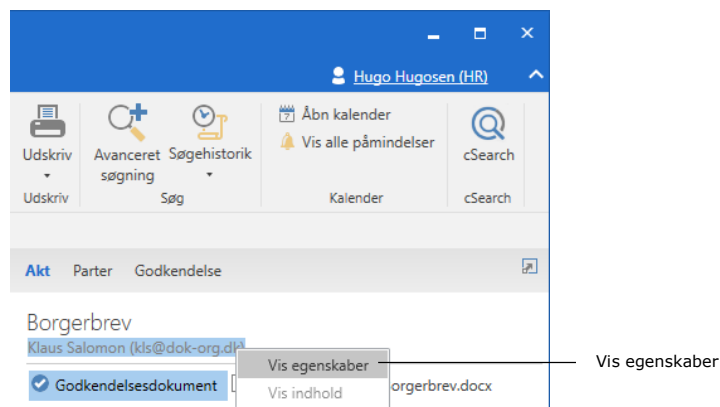 Hugo Hugosen (HR)
Udskriv
Avanceret søgning
Søgehistorik
Åbn kalender
Vis alle påmindelser
cSearch
Udskriv
Søg
Kalender
cSearch
Akt Parter Godkendelse
Borgerbrev
Klaus Salomon (kls@dok-org.dk)
Vis egenskaber
Vis egenskaber
Godkendelsesdokument
Vis indhold
orgerbrev.docx